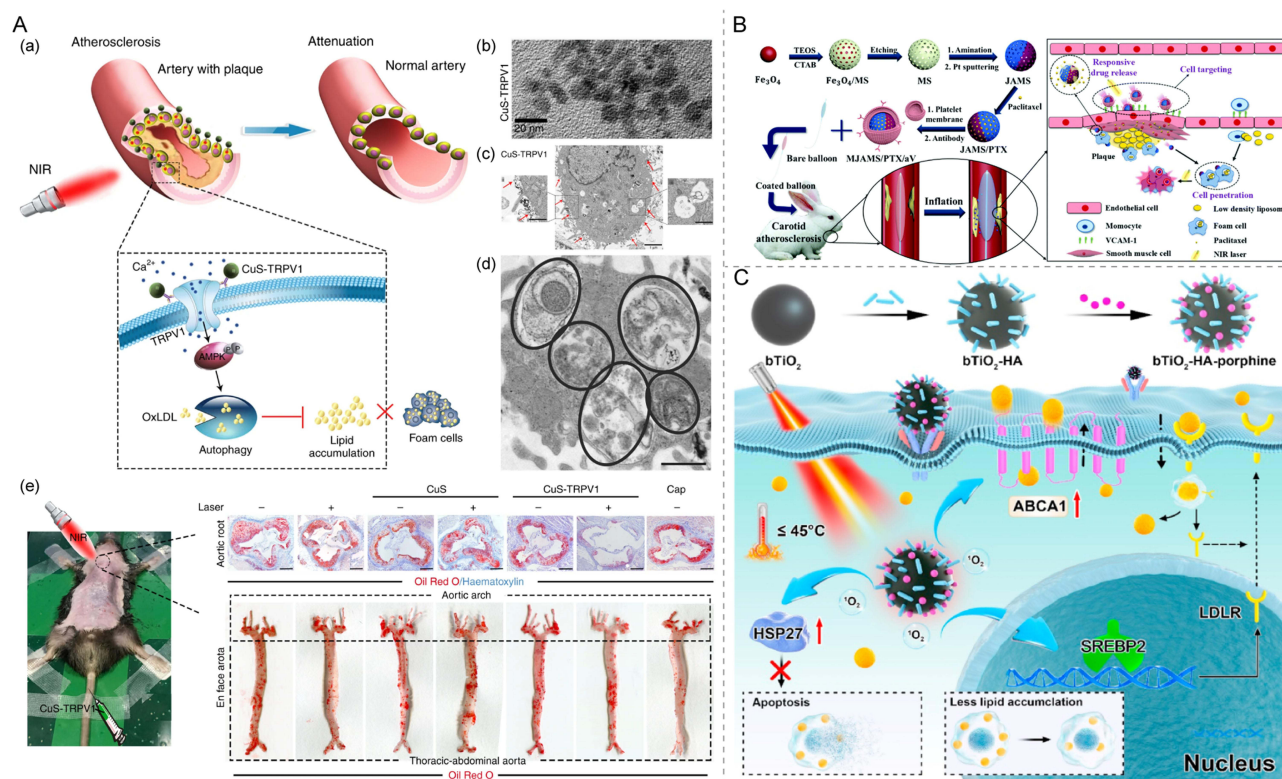 A
(a)
Atherosclerosis
Artery with plaque
Attenuation
Normal artery
NIR
Ca2+
CuS-TRPV1
TRPV1
AMPK
P
P
OxLDL
Autophagy
Lipid
accumulation
Foam cells
(b)
CuS-TRPV1
20 nm
(c)
CuS-TRPV1
(d)
(e)
NIR
CuS-TRPV1
CuS
CuS-TRPV1
Cap
Laser
– + – + – + –
Aortic root
Oil Red O/Haematoxylin
Aortic arch
En face arota
Thoracic-abdominal aorta
Oil Red O
B
Fe3O4
TEOS
CTAB
Fe3O4/MS
Etching
MS
1. Amination
2. Pt sputtering
JAMS
Paclitaxel
JAMS/PTX
1. Platelet
membrane
2. Antibody
MJAMS/PTX/aV
Bare balloon
Coated balloon
Carotid
atherosclerosis
Inflation
Responsive
drug release
Cell targeting
Plaque
Cell penetration
Endothelial cell
Low density liposom
Momocyte
Foam cell
VCAM-1
Paclitaxel
Smooth muscle cell
NIR laser
C
bTiO2
bTiO2-HA
bTiO2-HA-porphine
≤ 45°C
ABCA1
1O2
1O2
1O2
HSP27
LDLR
SREBP2
Apoptosis
Less lipid accumclation
Nucleus